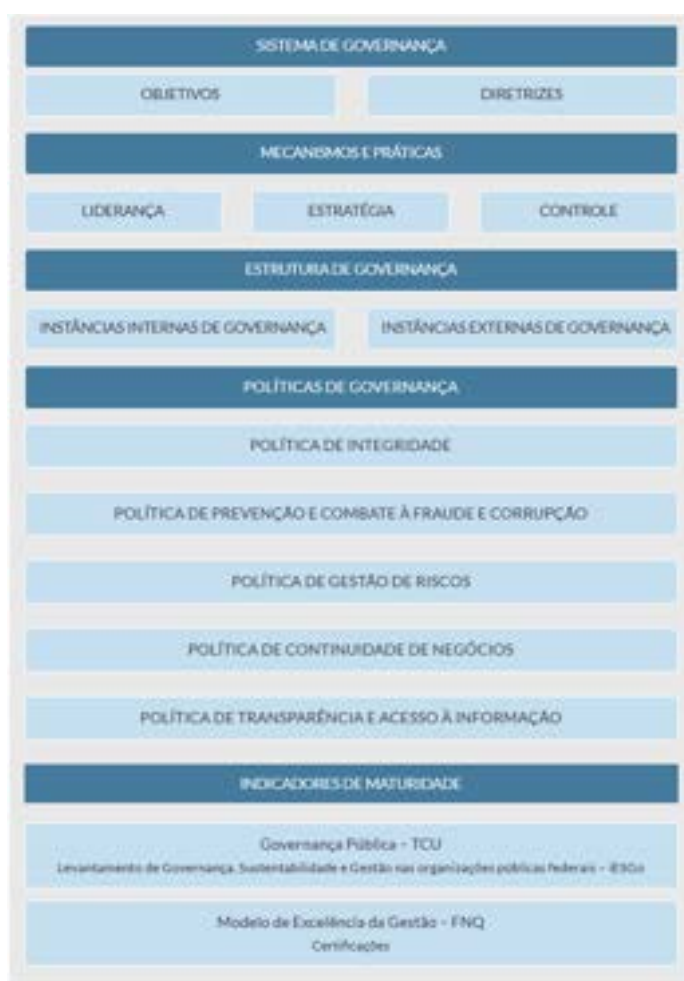 SISTEMA DE GOVERNANÇA
OBJETIVOS
DIRETRIZES
MECANISMOS E PRÁTICAS
LIDERANÇA
ESTRATÉGIA
CONTROLE
ESTRUTURA DE GOVERNANÇA
INSTÂNCIAS INTERNAS DE GOVERNANÇA
INSTÂNCIAS EXTERNAS DE GOVERNANÇA
POLÍTICAS DE GOVERNANÇA
POLÍTICA DE INTEGRIDADE
POLÍTICA DE PREVENÇÃO E COMBATE À FRAUDE E CORRUPÇÃO
POLÍTICA DE GESTÃO DE RISCOS
POLÍTICA DE CONTINUIDADE DE NEGÓCIOS
POLÍTICA DE TRANSPARÊNCIA E ACESSO À INFORMAÇÃO
INDICADORES DE MATURIDADE
Governança Pública – TCU
Levantamento de Governança, Sustentabilidade e Gestão nas organizações públicas federais – iESGo
Modelo de Excelência da Gestão – FNQ
Certificações